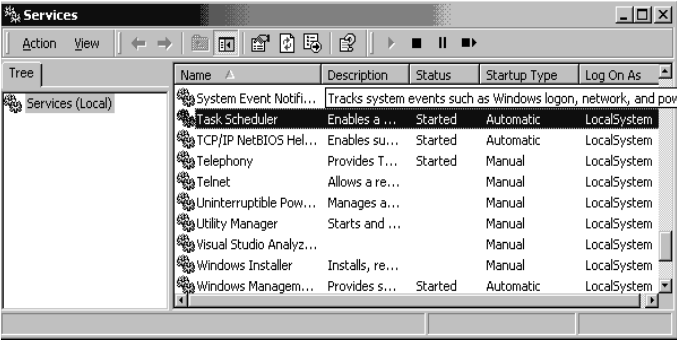 Services
Action View
Tree
Name Description Status Startup Type Log On As
Services (Local)
System Event Notifi... Tracks system events such as Windows logon, network, and pow
Task Scheduler Enables a ... Started Automatic LocalSystem
TCP/IP NetBIOS Hel... Enables su... Started Automatic LocalSystem
Telephony Provides T... Started Manual LocalSystem
Telnet Allows a re... Manual LocalSystem
Uninterruptible Pow... Manages a... Manual LocalSystem
Utility Manager Starts and ... Manual LocalSystem
Visual Studio Analyz... Manual LocalSystem
Windows Installer Installs, re... Manual LocalSystem
Windows Managem... Provides s... Started Automatic LocalSystem